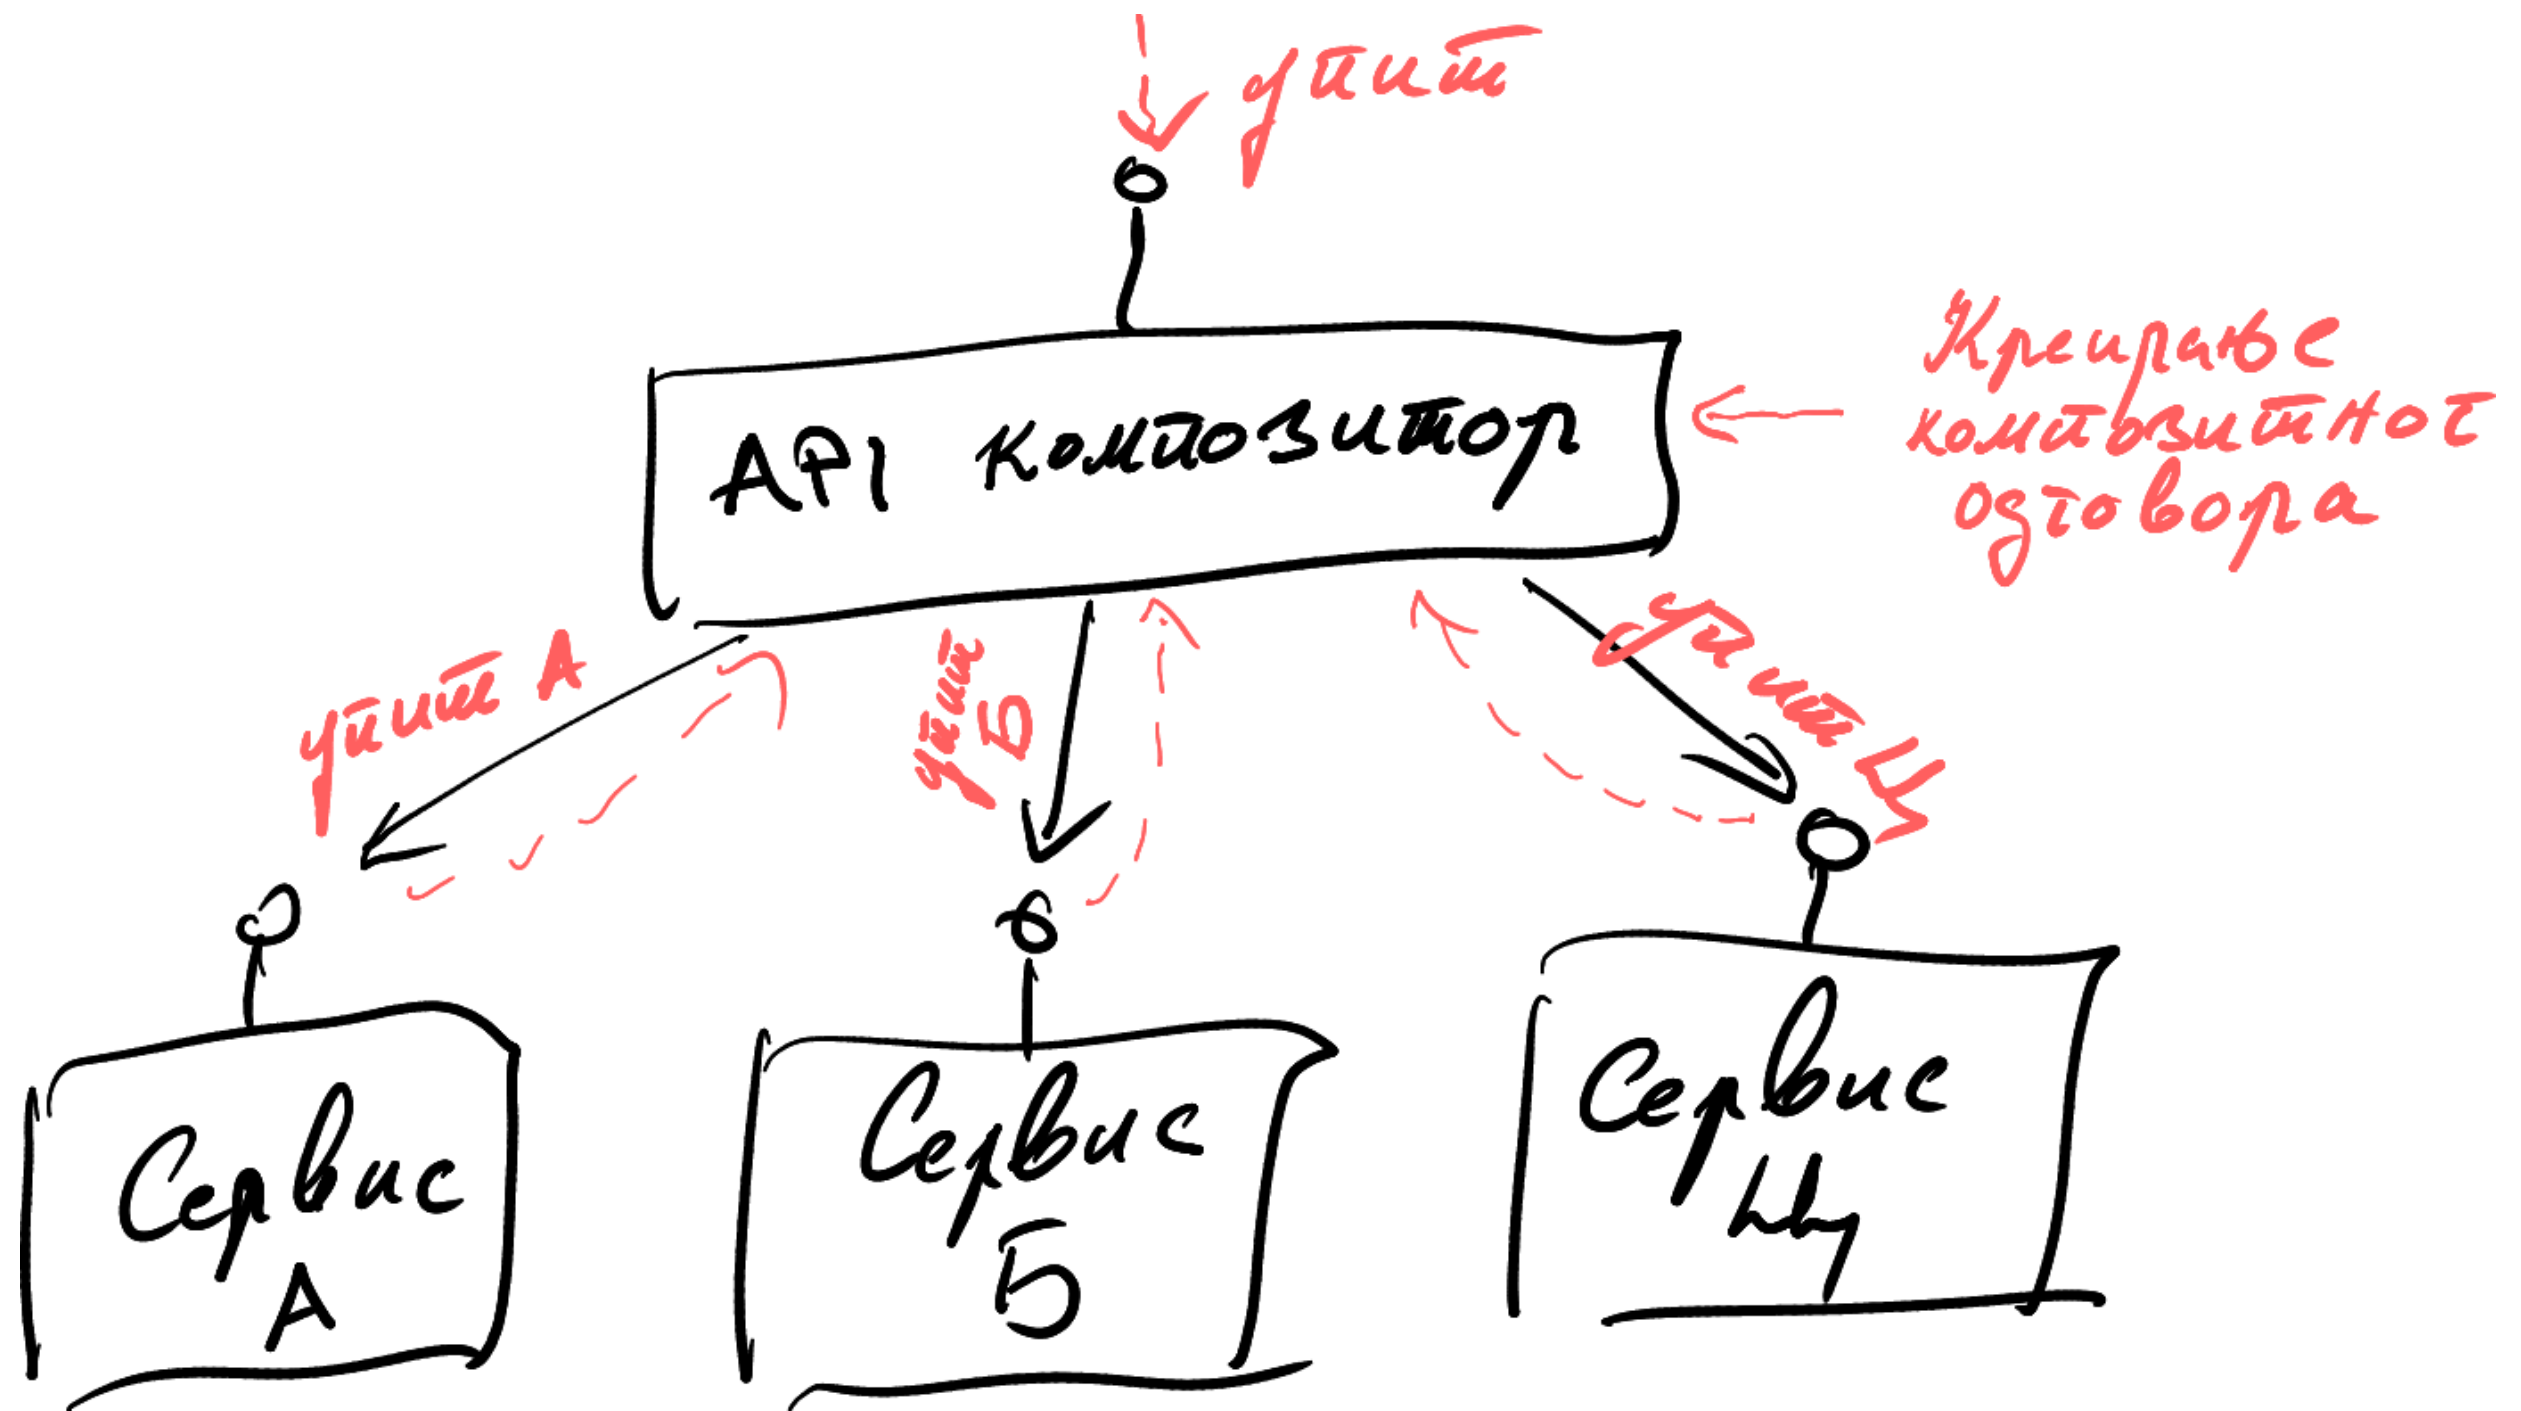 упит
API композитор
Креирање
композитног
одговора
упит А
упит
Б
упит Ц
Сервис
А
Сервис
Б
Сервис
Ц